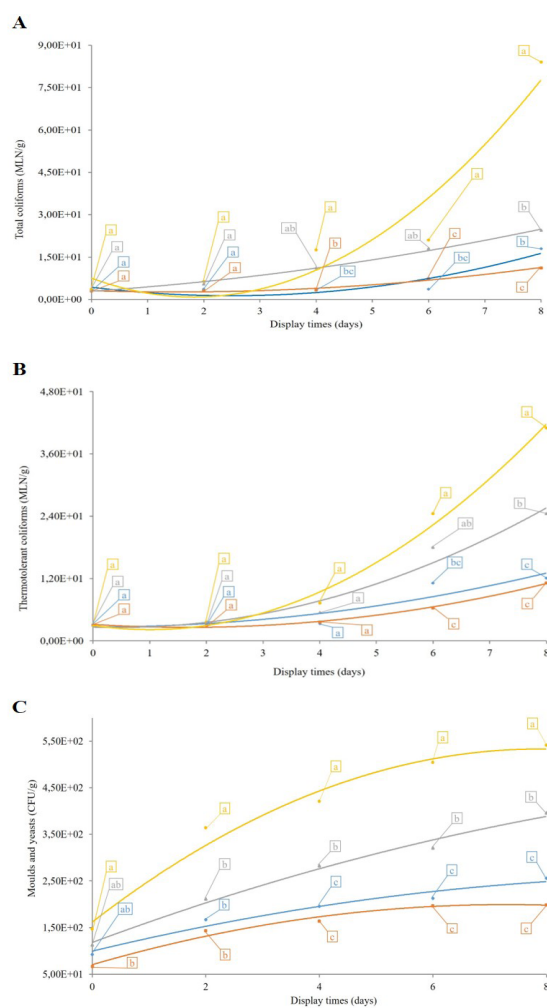 A
9,00E+01
7,50E+01
6,00E+01
4,50E+01
3,00E+01
1,50E+01
0,00E+00
Total coliforms (MLN/g)
a
a
a
a
a
a
a
a
a
ab
b
bc
a
ab
c
bc
a
b
b
c
0 1 2 3 4 5 6 7 8
Display times (days)
B
4,80E+01
3,60E+01
2,40E+01
1,20E+01
0,00E+00
Thermotolerant coliforms (MLN/g)
a
a
a
a
a
a
a
a
a
a
a
a
a
ab
bc
c
a
b
c
c
0 1 2 3 4 5 6 7 8
Display times (days)
C
5,50E+02
4,50E+02
3,50E+02
2,50E+02
1,50E+02
5,00E+01
Moulds and yeasts (CFU/g)
a
ab
ab
b
a
b
b
b
a
b
c
c
a
b
c
c
a
b
c
c
0 2 4 6 8
Display times (days)